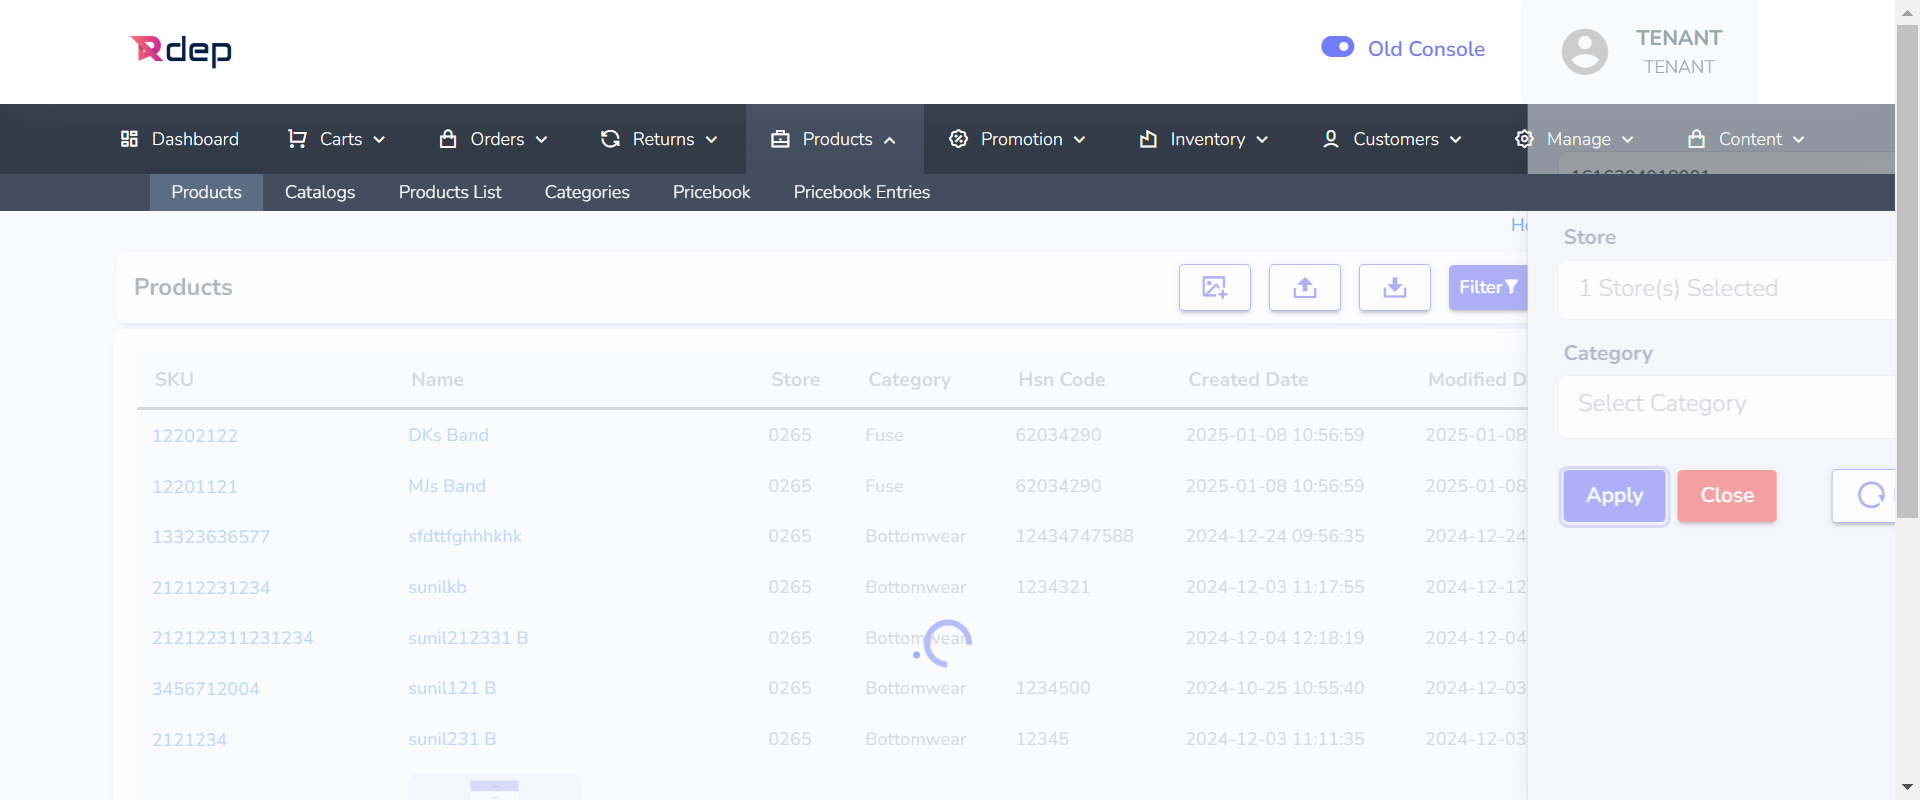 Rdep
Old Console
TENANT
TENANT
Dashboard Carts Orders Returns Products Promotion Inventory Customers Manage Content
Products Catalogs Products List Categories Pricebook Pricebook Entries
Products
Filter
SKU Name Store Category Hsn Code Created Date Modified D
12202122 DKs Band 0265 Fuse 62034290 2025-01-08 10:56:59 2025-01-08
12201121 MJs Band 0265 Fuse 62034290 2025-01-08 10:56:59 2025-01-08
13323636577 sfdttfghhhkhk 0265 Bottomwear 12434747588 2024-12-24 09:56:35 2024-12-24
21212231234 sunilkb 0265 Bottomwear 1234321 2024-12-03 11:17:55 2024-12-12
212122311231234 sunil212331 B 0265 Bottomwear 2024-12-04 12:18:19 2024-12-04
3456712004 sunil121 B 0265 Bottomwear 1234500 2024-10-25 10:55:40 2024-12-03
2121234 sunil231 B 0265 Bottomwear 12345 2024-12-03 11:11:35 2024-12-03
Store
1 Store(s) Selected
Category
Select Category
Apply Close